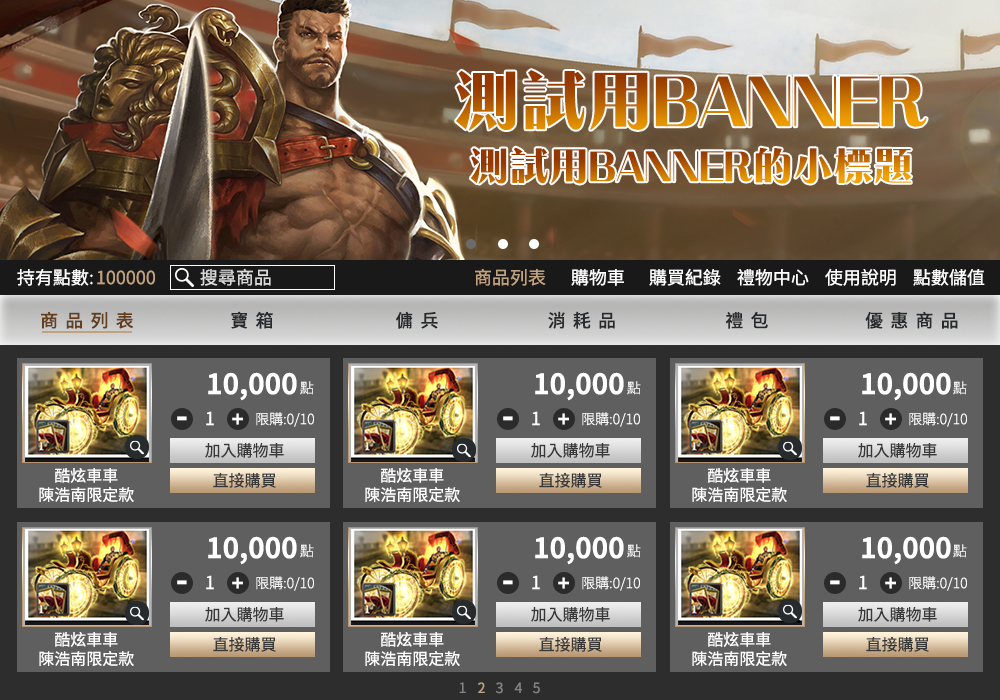 測試用BANNER
測試用BANNER的小標題
持有點數:100000 搜尋商品 商品列表 購物車 購買紀錄 禮物中心 使用說明 點數儲值
商品列表 寶箱 傭兵 消耗品 禮包 優惠商品
10,000點 10,000點 10,000點
1 限購:0/10 1 限購:0/10 1 限購:0/10
加入購物車 加入購物車 加入購物車
酷炫車車 直接購買 酷炫車車 直接購買 酷炫車車 直接購買
陳浩南限定款 陳浩南限定款 陳浩南限定款
10,000點 10,000點 10,000點
1 限購:0/10 1 限購:0/10 1 限購:0/10
加入購物車 加入購物車 加入購物車
酷炫車車 直接購買 酷炫車車 直接購買 酷炫車車 直接購買
陳浩南限定款 陳浩南限定款 陳浩南限定款
1 2 3 4 5